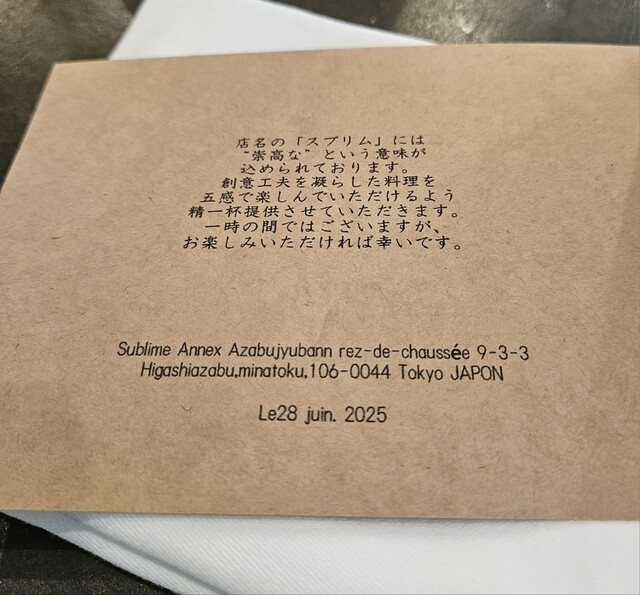 店名の「スブリム」には
"崇高な"という意味が
込められております。
創意工夫を凝らした料理を
五感で楽しんでいただけるよう
精一杯提供させていただきます。
一時の間ではございますが、
お楽しみいただければ幸いです。
Sublime Annex Azabujyubann rez-de-chaussée 9-3-3
Higashiazabu,minatoku,106-0044 Tokyo JAPON
Le28 juin. 2025